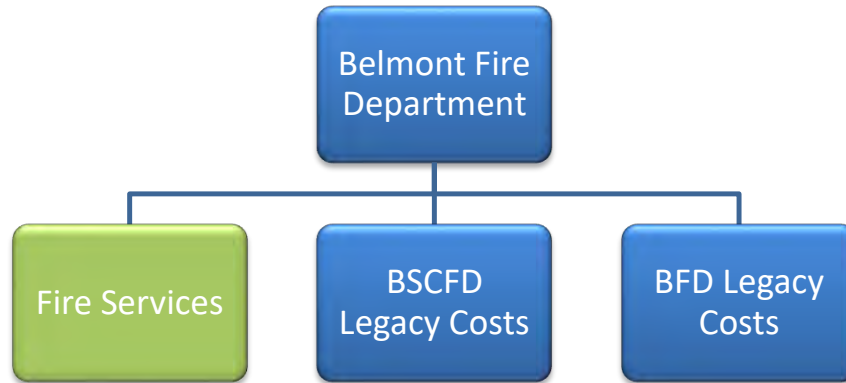 Belmont Fire
Department
Fire Services
BSCFD
Legacy Costs
BFD Legacy
Costs